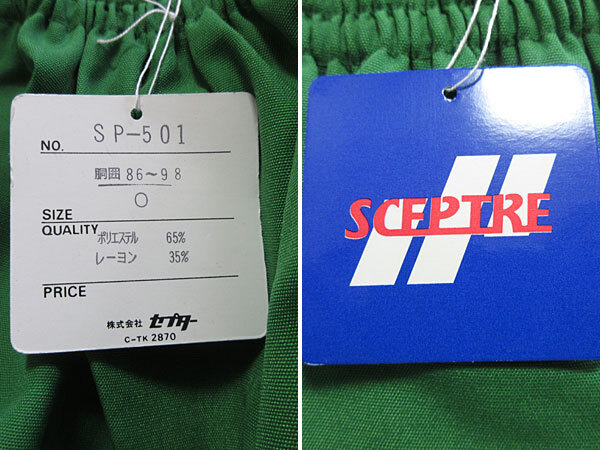 NO. SP-501
胴囲 86~98
SIZE O
QUALITY
ポリエステル 65%
レーヨン 35%
PRICE
株式会社 セプター
C-TK 2870
SCEPTRE